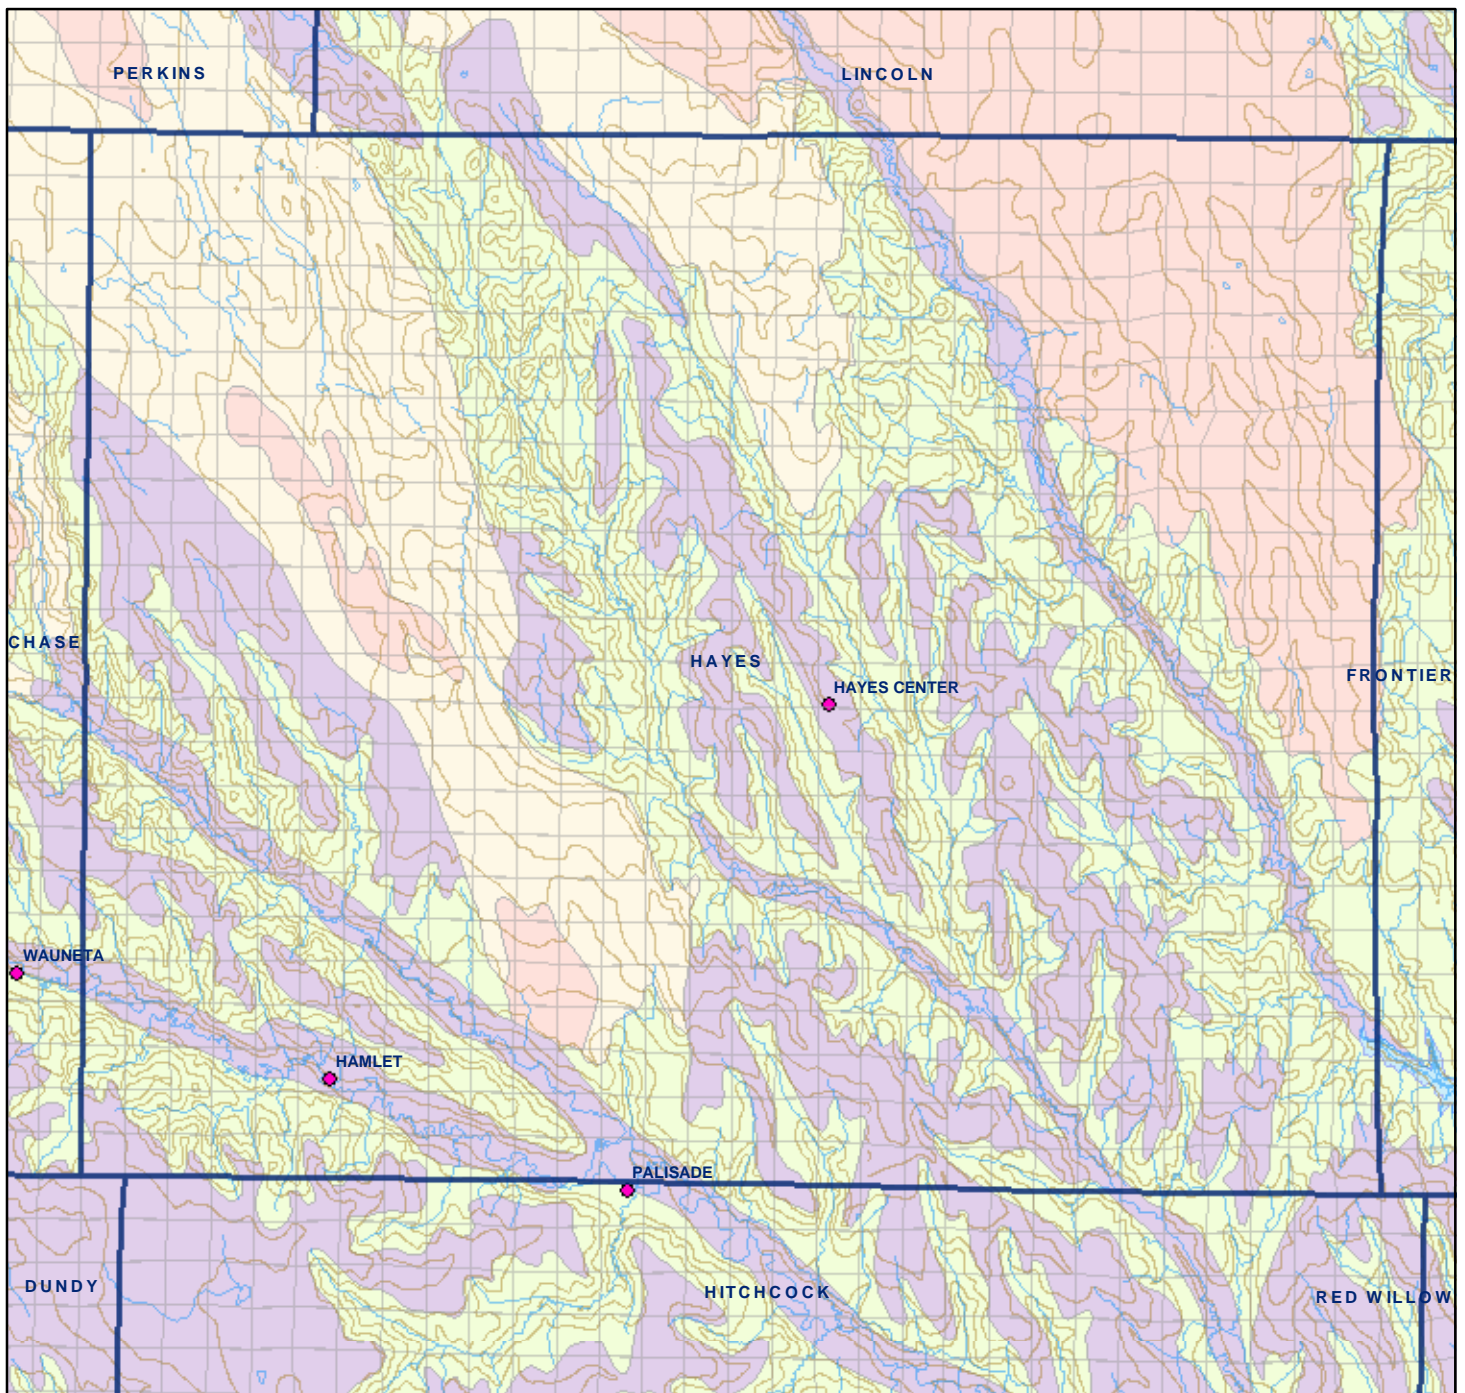 PERKINS
LINCOLN
CHASE
HAYES
HAYES CENTER
FRONTIER
WAUNETA
HAMLET
PALISADE
DUNDY
HITCHCOCK
RED WILLOW